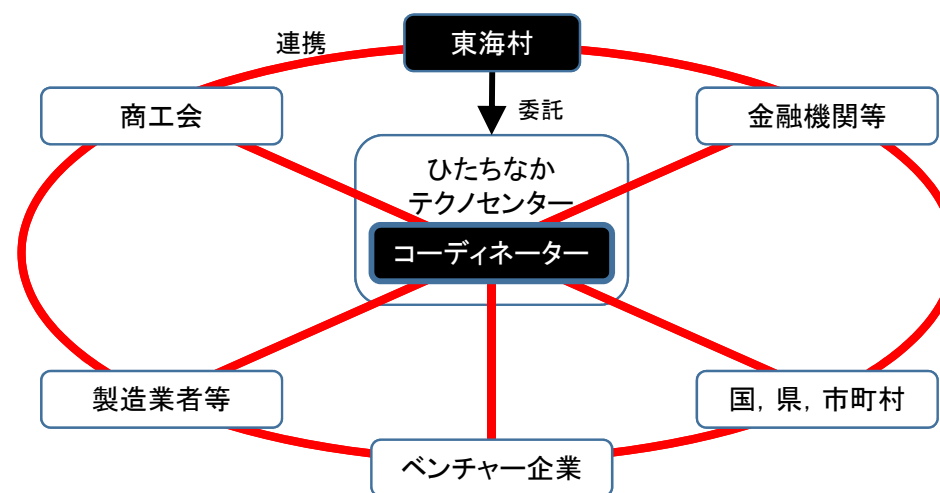 連携
東海村
商工会
委託
金融機関等
ひたちなか
テクノセンター
コーディネーター
製造業者等
国，県，市町村
ベンチャー企業